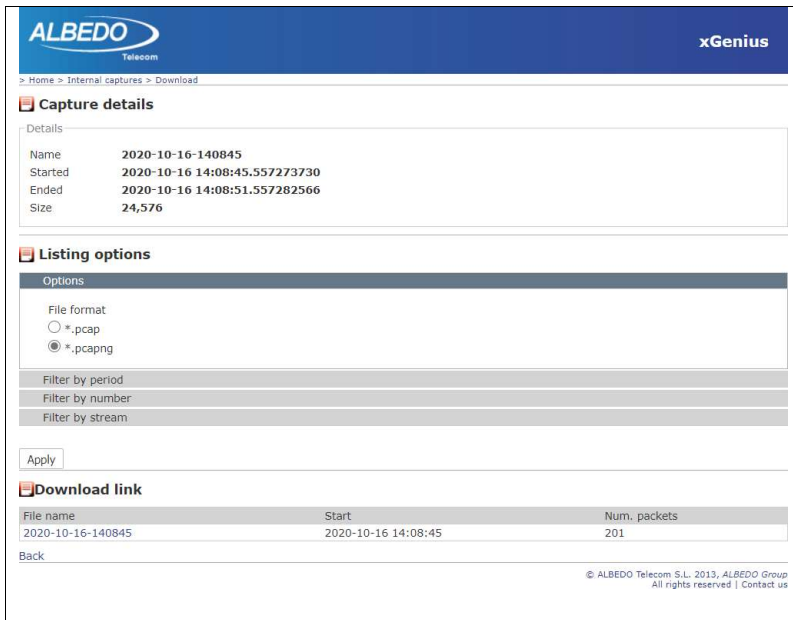 ALBEDO
Telecom
xGenius
> Home > Internal captures > Download
Capture details
Details
Name 2020-10-16-140845
Started 2020-10-16 14:08:45.557273730
Ended 2020-10-16 14:08:51.557282566
Size 24,576
Listing options
Options
File format
*.pcap
*.pcapng
Filter by period
Filter by number
Filter by stream
Apply
Download link
File name Start Num. packets
2020-10-16-140845 2020-10-16 14:08:45 201
Back
© ALBEDO Telecom S.L. 2013, ALBEDO Group
All rights reserved | Contact us